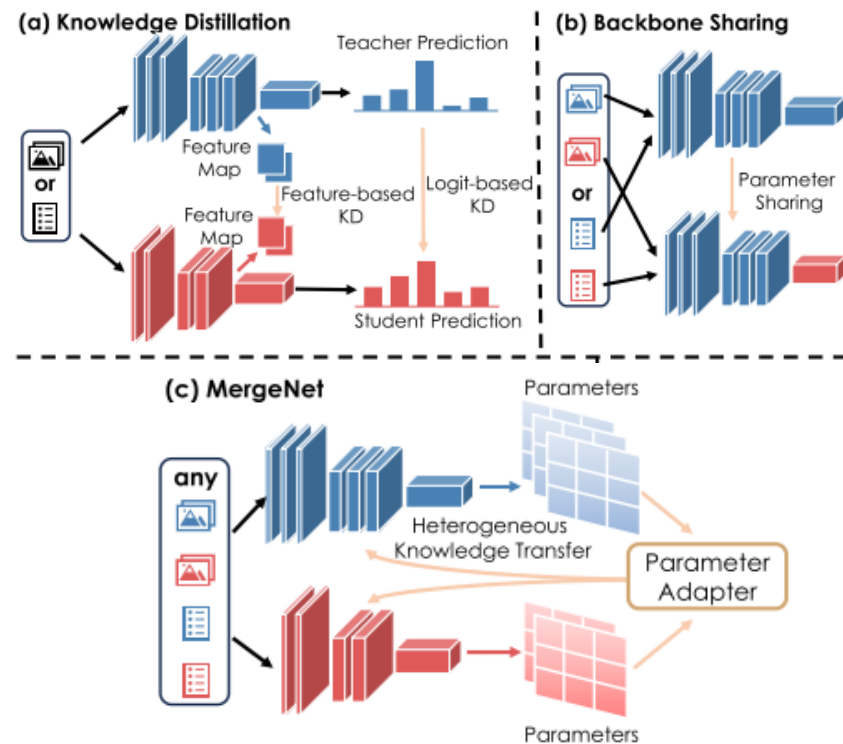 (a) Knowledge Distillation
Teacher Prediction
or
Feature
Map
Feature-based
KD
Logit-based
KD
Feature
Map
Student Prediction
(b) Backbone Sharing
or
Parameter
Sharing
(c) MergeNet
any
Parameters
Heterogeneous
Knowledge Transfer
Parameter
Adapter
Parameters